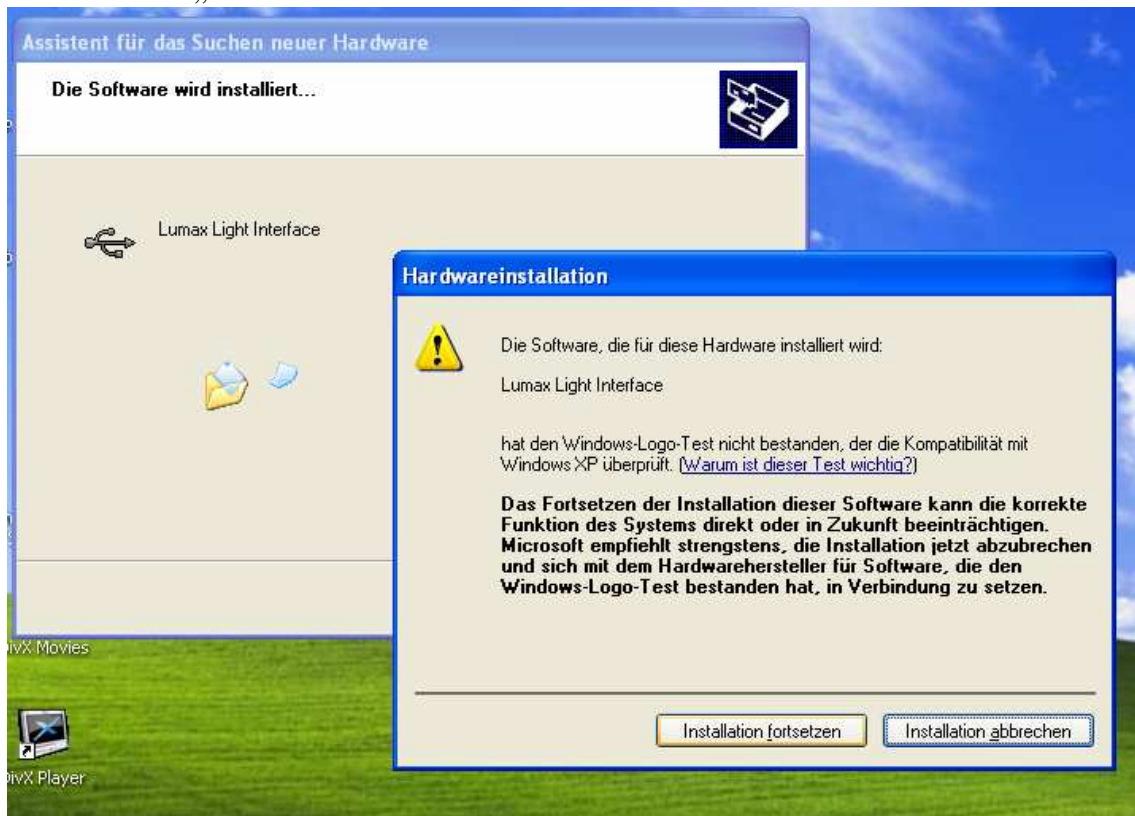 „
Assistent für das Suchen neuer Hardware
Die Software wird installiert...
Lumax Light Interface
Hardwareinstallation
Die Software, die für diese Hardware installiert wird:
Lumax Light Interface
hat den Windows-Logo-Test nicht bestanden, der die Kompatibilität mit
Windows XP überprüft. (Warum ist dieser Test wichtig?)
Das Fortsetzen der Installation dieser Software kann die korrekte
Funktion des Systems direkt oder in Zukunft beeinträchtigen.
Microsoft empfiehlt strengstens, die Installation jetzt abzubrechen
und sich mit dem Hardwarehersteller für Software, die den
Windows-Logo-Test bestanden hat, in Verbindung zu setzen.
Installation fortsetzen
Installation abbrechen
ivX Movies
ivX Player